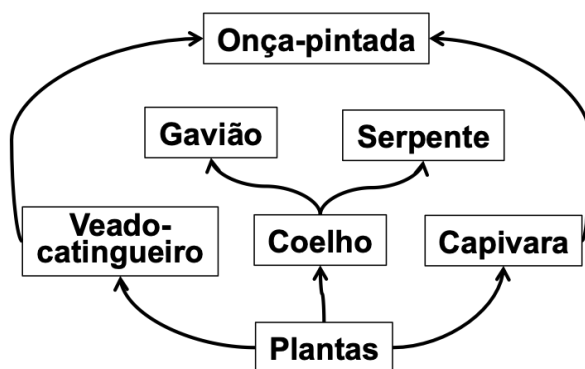 Onça-pintada
Gavião
Serpente
Veado-
catingueiro
Coelho
Capivara
Plantas